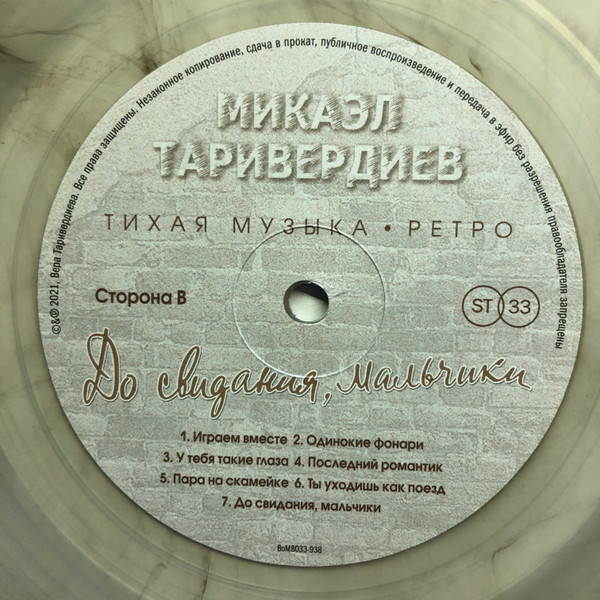 ©&℗ 2021, Вера Таривердиева. Все права защищены. Незаконное копирование, сдача в прокат, публичное воспроизведение и передача в эфир без разрешения правообладателя запрещены
МИКАЭЛ
ТАРИВЕРДИЕВ
ТИХАЯ МУЗЫКА • РЕТРО
Сторона В
ST 33
До свидания, мальчики
1. Играем вместе 2. Одинокие фонари
3. У тебя такие глаза 4. Последний романтик
5. Пара на скамейке 6. Ты уходишь как поезд
7. До свидания, мальчики
BoMB033-938